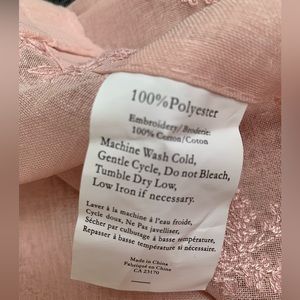 100%Polyester
Embroidery/Broderie:
100% Cotton/Coton
Machine Wash Cold,
Gentle Cycle, Do not Bleach,
Tumble Dry Low,
Low Iron if necessary.
Laver à la machine à l'eau froide,
Cycle doux, Ne Pas javelliser,
Sécher par culburage à basse température,
Repasser à basse température si nécessaire.
Made in China
Fabriqué en China
CA 23170